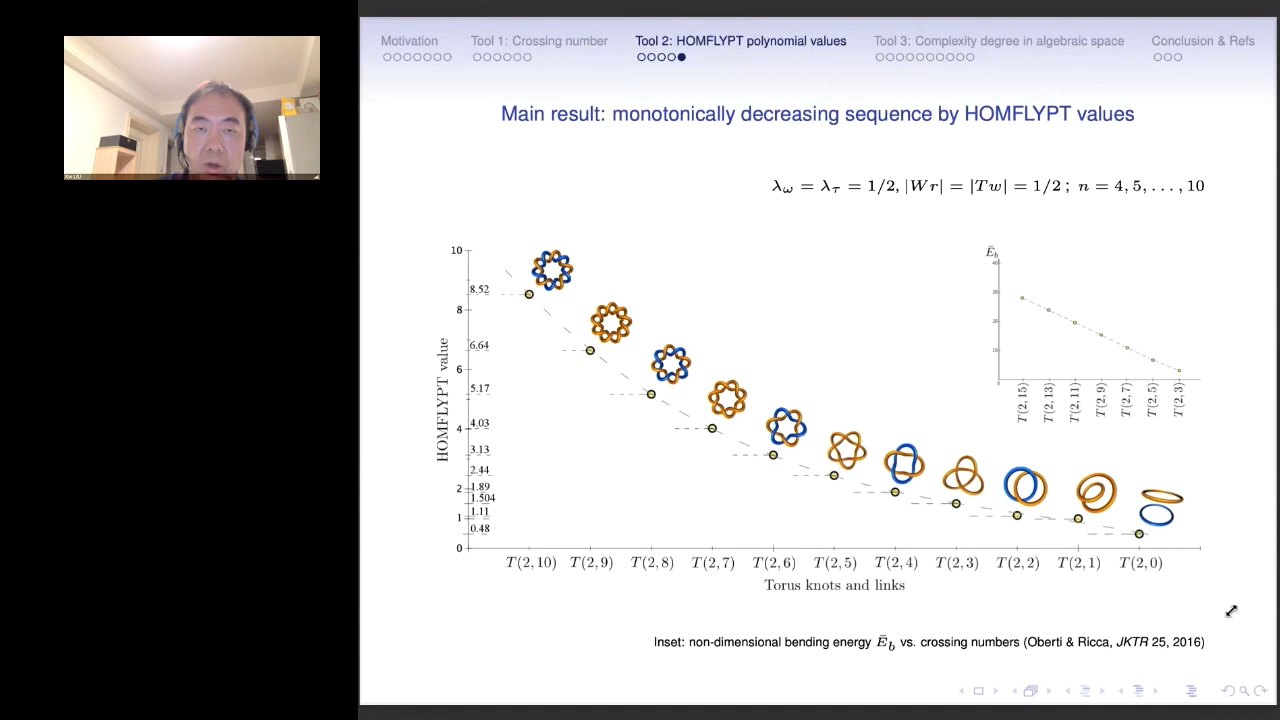 Motivation Tool 1: Crossing number Tool 2: HOMFLYPT polynomial values Tool 3: Complexity degree in algebraic space Conclusion & Refs
Main result: monotonically decreasing sequence by HOMFLYPT values
λω = λτ = 1/2, |Wr| = |Tw| = 1/2 ; n = 4, 5, . . . , 10
HOMFLYPT value
10
8.52
8
6.64
6
5.17
4.03
4
3.13
2.44
1.89
2
1.504
1.11
1
0.48
0
T(2,10) T(2,9) T(2,8) T(2,7) T(2,6) T(2,5) T(2,4) T(2,3) T(2,2) T(2,1) T(2,0)
Torus knots and links
Ēb
40
30
20
10
0
T(2,15) T(2,13) T(2,11) T(2,9) T(2,7) T(2,5) T(2,3)
Inset: non-dimensional bending energy Ēb vs. crossing numbers (Oberti & Ricca, JKTR 25, 2016)
Xin LIU